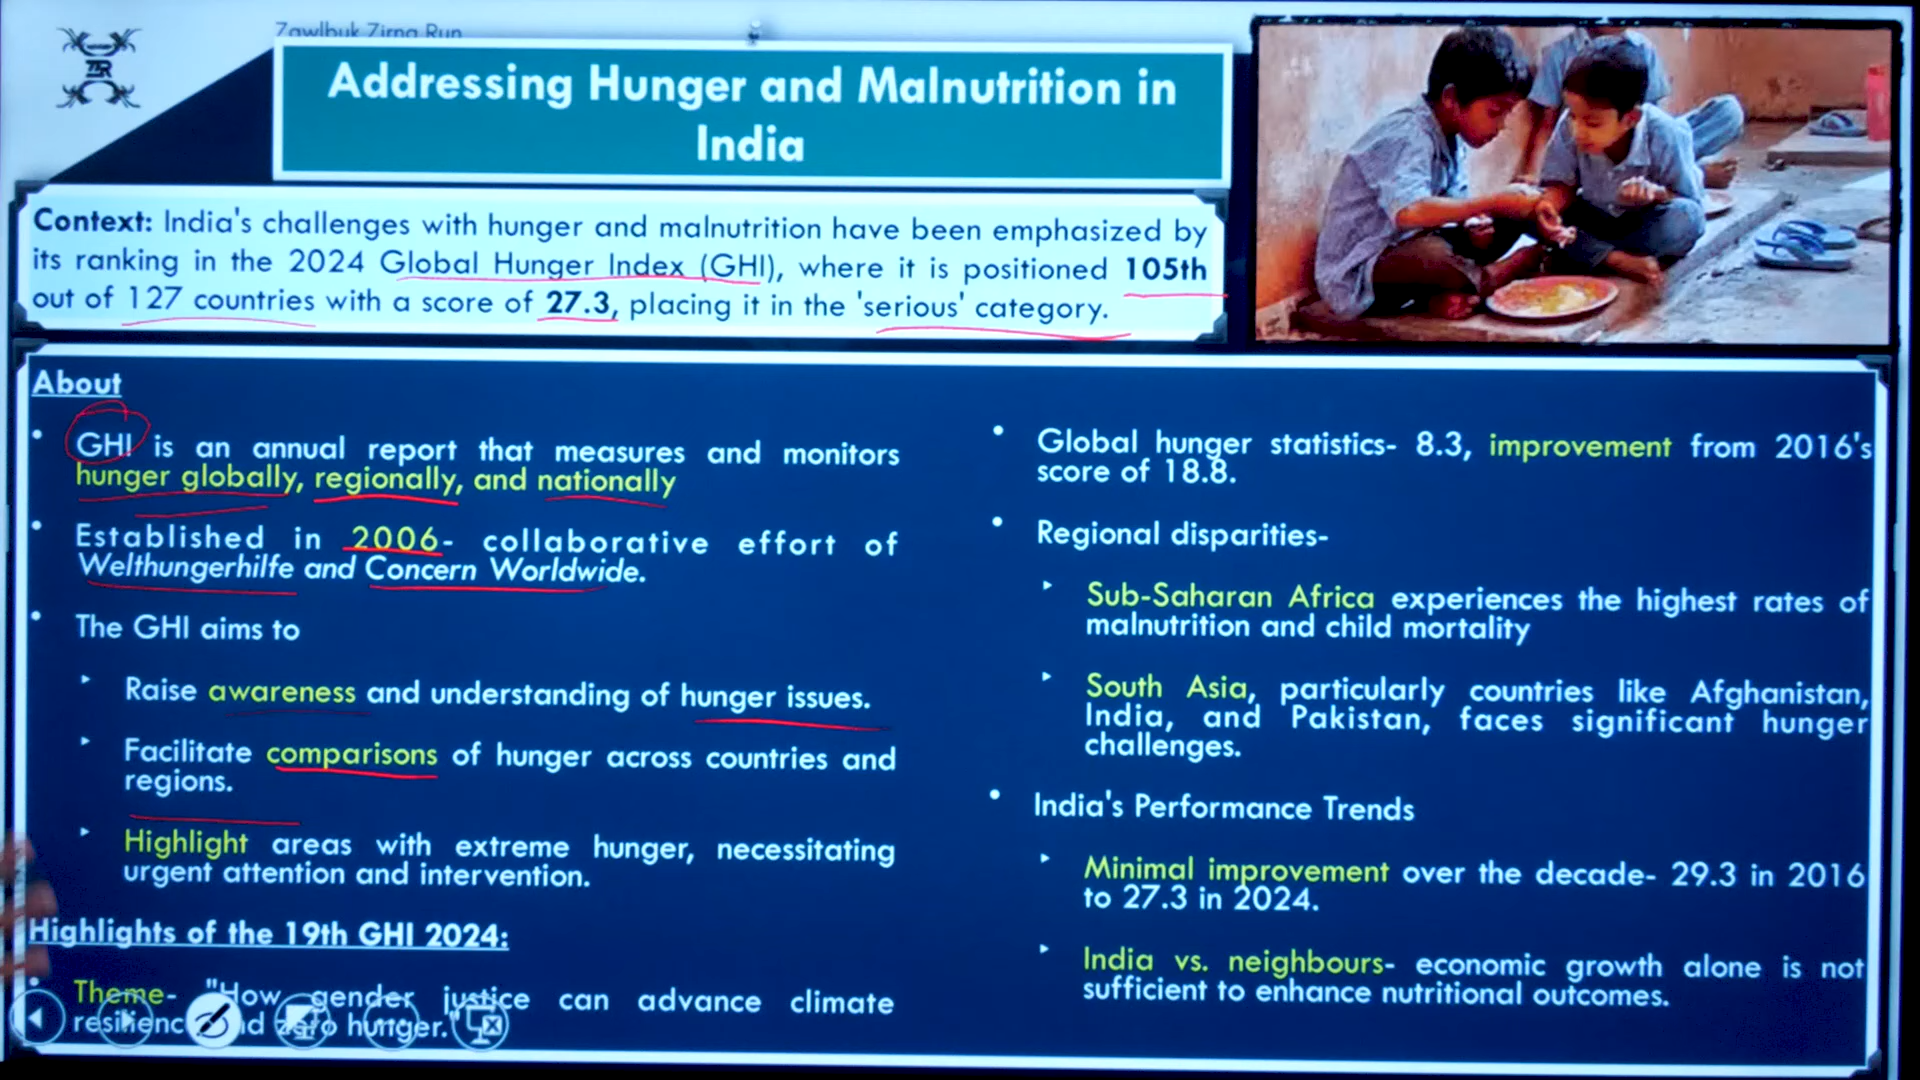 Zawlbuk Zirna Run
ZR
Addressing Hunger and Malnutrition in
India
Context: India's challenges with hunger and malnutrition have been emphasized by
its ranking in the 2024 Global Hunger Index (GHI), where it is positioned 105th
out of 127 countries with a score of 27.3, placing it in the 'serious' category.
About
• GHI is an annual report that measures and monitors
hunger globally, regionally, and nationally
• Established in 2006- collaborative effort of
Welthungerhilfe and Concern Worldwide.
• The GHI aims to
‣ Raise awareness and understanding of hunger issues.
‣ Facilitate comparisons of hunger across countries and
regions.
‣ Highlight areas with extreme hunger, necessitating
urgent attention and intervention.
Highlights of the 19th GHI 2024:
• Theme- "How gender justice can advance climate
resilience and zero hunger."
• Global hunger statistics- 8.3, improvement from 2016's
score of 18.8.
• Regional disparities-
‣ Sub-Saharan Africa experiences the highest rates of
malnutrition and child mortality
‣ South Asia, particularly countries like Afghanistan,
India, and Pakistan, faces significant hunger
challenges.
• India's Performance Trends
‣ Minimal improvement over the decade- 29.3 in 2016
to 27.3 in 2024.
‣ India vs. neighbours- economic growth alone is not
sufficient to enhance nutritional outcomes.